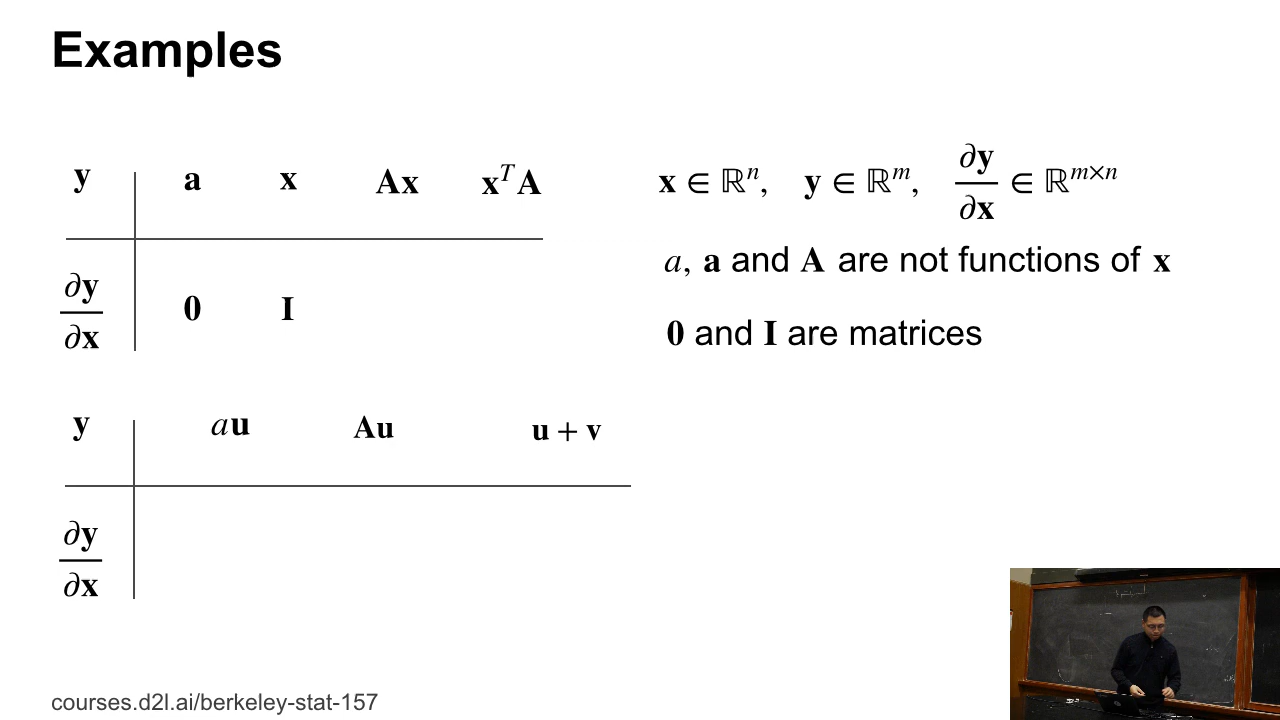 Examples
y a x Ax x^T A
∂y/∂x 0 I
x ∈ ℝ^n, y ∈ ℝ^m, ∂y/∂x ∈ ℝ^{m×n}
a, a and A are not functions of x
0 and I are matrices
y au Au u + v
∂y/∂x
courses.d2l.ai/berkeley-stat-157